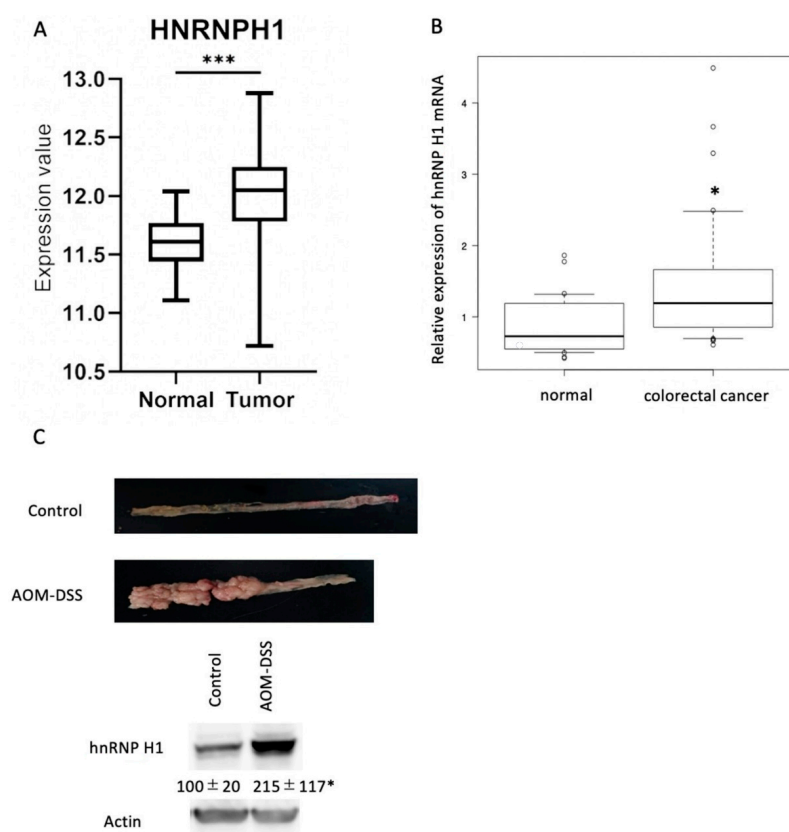 A
HNRNPH1
***
Expression value
13.0
12.5
12.0
11.5
11.0
10.5
Normal Tumor
B
Relative expression of hnRNP H1 mRNA
4
3
2
1
*
normal colorectal cancer
C
Control
AOM-DSS
Control
AOM-DSS
hnRNP H1
100 ± 20 215 ± 117*
Actin